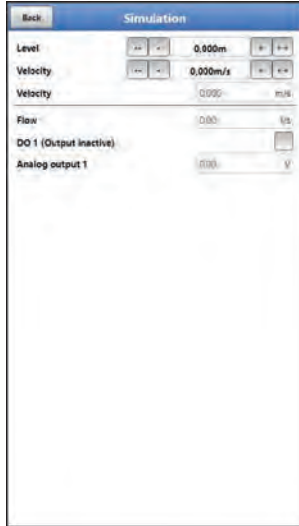 Back Simulation
Level -- - 0,000m + ++
Velocity -- - 0,000m/s + ++
Velocity 0.000 m/s
Flow 0.00 l/s
DO 1 (Output inactive)
Analog output 1 0.00 V